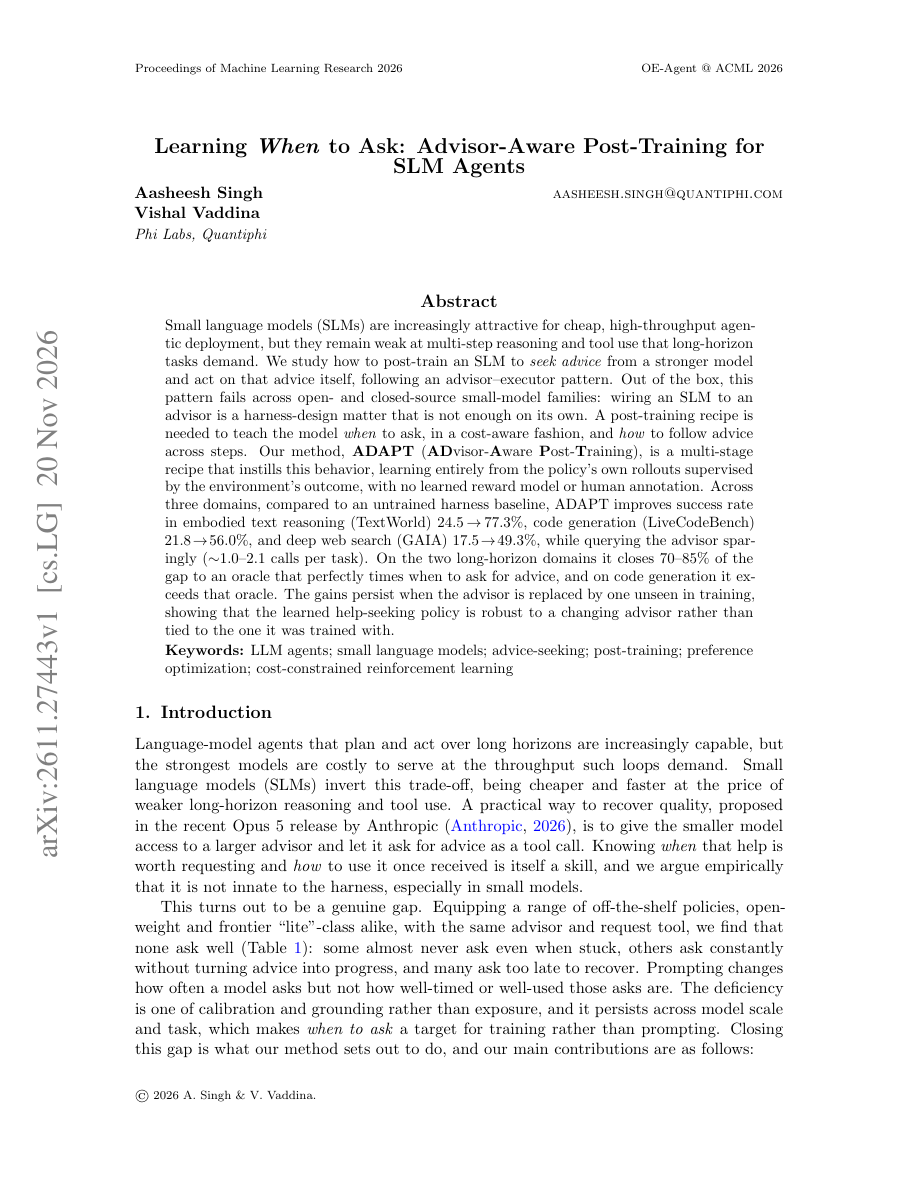 Proceedings of Machine Learning Research 2026
OE-Agent @ ACML 2026
Learning When to Ask: Advisor-Aware Post-Training for
SLM Agents
Aasheesh Singh
AASHEESH.SINGH@QUANTIPHI.COM
Vishal Vaddina
Phi Labs, Quantiphi
Abstract
Small language models (SLMs) are increasingly attractive for cheap, high-throughput agen-
tic deployment, but they remain weak at multi-step reasoning and tool use that long-horizon
tasks demand. We study how to post-train an SLM to seek advice from a stronger model
and act on that advice itself, following an advisor–executor pattern. Out of the box, this
pattern fails across open- and closed-source small-model families: wiring an SLM to an
advisor is a harness-design matter that is not enough on its own. A post-training recipe is
needed to teach the model when to ask, in a cost-aware fashion, and how to follow advice
across steps. Our method, ADAPT (ADvisor-Aware Post-Training), is a multi-stage
recipe that instills this behavior, learning entirely from the policy's own rollouts supervised
by the environment's outcome, with no learned reward model or human annotation. Across
three domains, compared to an untrained harness baseline, ADAPT improves success rate
in embodied text reasoning (TextWorld) 24.5→77.3%, code generation (LiveCodeBench)
21.8→56.0%, and deep web search (GAIA) 17.5→49.3%, while querying the advisor spar-
ingly (∼1.0–2.1 calls per task). On the two long-horizon domains it closes 70–85% of the
gap to an oracle that perfectly times when to ask for advice, and on code generation it ex-
ceeds that oracle. The gains persist when the advisor is replaced by one unseen in training,
showing that the learned help-seeking policy is robust to a changing advisor rather than
tied to the one it was trained with.
Keywords: LLM agents; small language models; advice-seeking; post-training; preference
optimization; cost-constrained reinforcement learning
1. Introduction
Language-model agents that plan and act over long horizons are increasingly capable, but
the strongest models are costly to serve at the throughput such loops demand. Small
language models (SLMs) invert this trade-off, being cheaper and faster at the price of
weaker long-horizon reasoning and tool use. A practical way to recover quality, proposed
in the recent Opus 5 release by Anthropic (Anthropic, 2026), is to give the smaller model
access to a larger advisor and let it ask for advice as a tool call. Knowing when that help is
worth requesting and how to use it once received is itself a skill, and we argue empirically
that it is not innate to the harness, especially in small models.
This turns out to be a genuine gap. Equipping a range of off-the-shelf policies, open-
weight and frontier “lite”-class alike, with the same advisor and request tool, we find that
none ask well (Table 1): some almost never ask even when stuck, others ask constantly
without turning advice into progress, and many ask too late to recover. Prompting changes
how often a model asks but not how well-timed or well-used those asks are. The deficiency
is one of calibration and grounding rather than exposure, and it persists across model scale
and task, which makes when to ask a target for training rather than prompting. Closing
this gap is what our method sets out to do, and our main contributions are as follows:
© 2026 A. Singh & V. Vaddina.
arXiv:2611.27443v1 [cs.LG] 20 Nov 2026